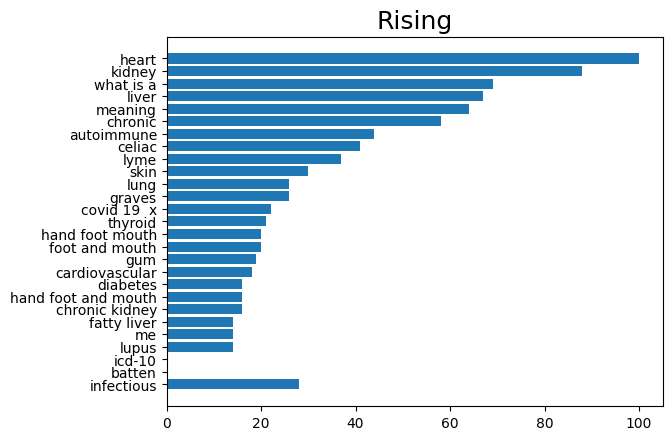 Rising
heart
kidney
what is a
liver
meaning
chronic
autoimmune
celiac
lyme
skin
lung
graves
covid 19  x
thyroid
hand foot mouth
foot and mouth
gum
cardiovascular
diabetes
hand foot and mouth
chronic kidney
fatty liver
me
lupus
icd-10
batten
infectious
0 20 40 60 80 100